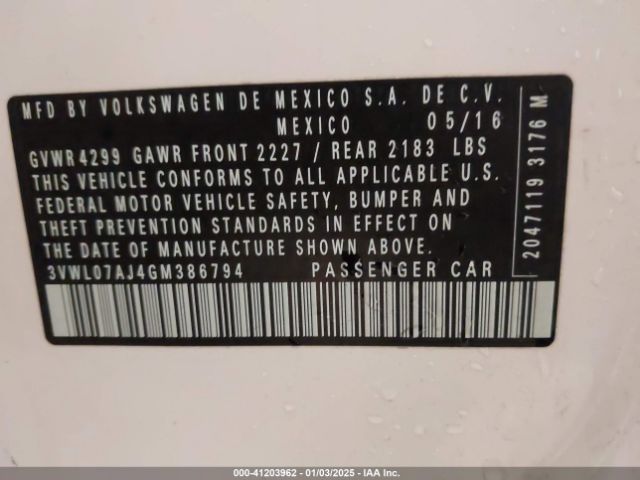 MFD BY VOLKSWAGEN DE MEXICO S.A. DE C.V.
MEXICO 05/16
GVWR 4299 GAWR FRONT 2227 / REAR 2183 LBS
THIS VEHICLE CONFORMS TO ALL APPLICABLE U.S.
FEDERAL MOTOR VEHICLE SAFETY, BUMPER AND
THEFT PREVENTION STANDARDS IN EFFECT ON
THE DATE OF MANUFACTURE SHOWN ABOVE.
3VWL07AJ4GM386794 PASSENGER CAR
2047119 3176 M
000-41203962 - 01/03/2025 - IAA Inc.